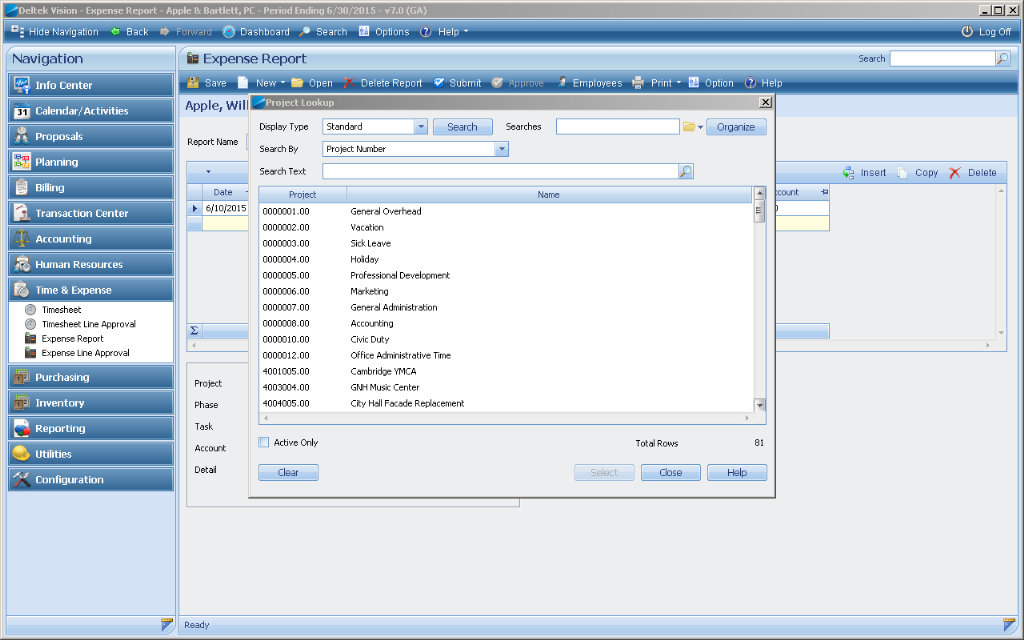 Deltek Vision - Expense Report - Apple & Bartlett, PC - Period Ending 6/30/2015 - v7.0 (GA)
Hide Navigation Back Forward Dashboard Search Options Help Log Off
Navigation
Expense Report
Search
Info Center
31 Calendar/Activities
Proposals
Planning
Billing
Transaction Center
Accounting
Human Resources
Time & Expense
Timesheet
Timesheet Line Approval
Expense Report
Expense Line Approval
Purchasing
Inventory
Reporting
Utilities
Configuration
Save New Open Delete Report Submit Approve Employees Print Option Help
Apple, Will
Report Name
Insert Copy Delete
Date
6/10/2015
Σ
Project
Phase
Task
Account
Detail
Project Lookup
Display Type Standard Search Searches Organize
Search By Project Number
Search Text
Project Name
0000001.00 General Overhead
0000002.00 Vacation
0000003.00 Sick Leave
0000004.00 Holiday
0000005.00 Professional Development
0000006.00 Marketing
0000007.00 General Administration
0000008.00 Accounting
0000010.00 Civic Duty
0000012.00 Office Administrative Time
4001005.00 Cambridge YMCA
4003004.00 GNH Music Center
4004005.00 City Hall Facade Replacement
Active Only
Total Rows 81
Clear Select Close Help
Ready